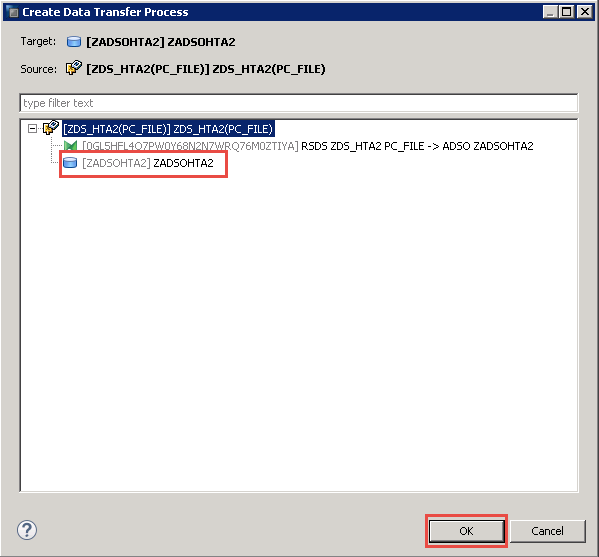 Create Data Transfer Process
Target: [ZADSOHTA2] ZADSOHTA2
Source: [ZDS_HTA2(PC_FILE)] ZDS_HTA2(PC_FILE)
type filter text
[ZDS_HTA2(PC_FILE)] ZDS_HTA2(PC_FILE)
[0GL5HFL4O7PW0Y68N2N7WRQ76M0ZTIYA] RSDS ZDS_HTA2 PC_FILE -> ADSO ZADSOHTA2
[ZADSOHTA2] ZADSOHTA2
? OK Cancel